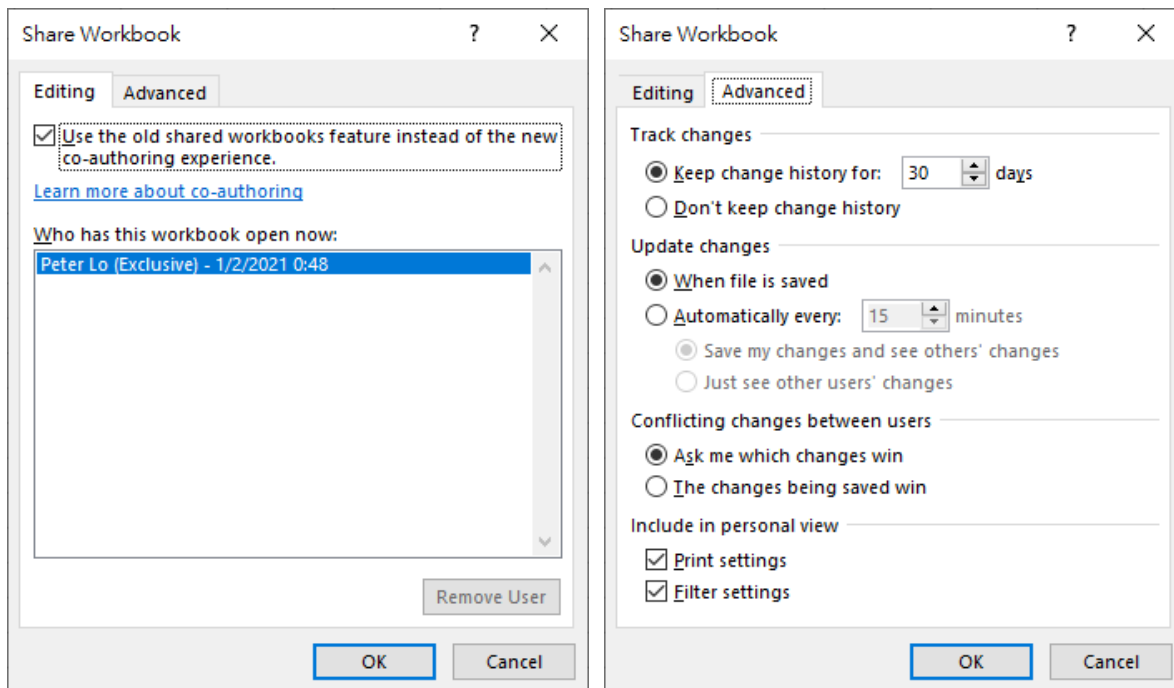 Share Workbook
?
Editing
Advanced
Use the old shared workbooks feature instead of the new
co-authoring experience.
Learn more about co-authoring
Who has this workbook open now:
Peter Lo (Exclusive) - 1/2/2021 0:48
Remove User
OK
Cancel
Share Workbook
?
Editing
Advanced
Track changes
Keep change history for: 30 days
Don't keep change history
Update changes
When file is saved
Automatically every: 15 minutes
Save my changes and see others' changes
Just see other users' changes
Conflicting changes between users
Ask me which changes win
The changes being saved win
Include in personal view
Print settings
Filter settings
OK
Cancel